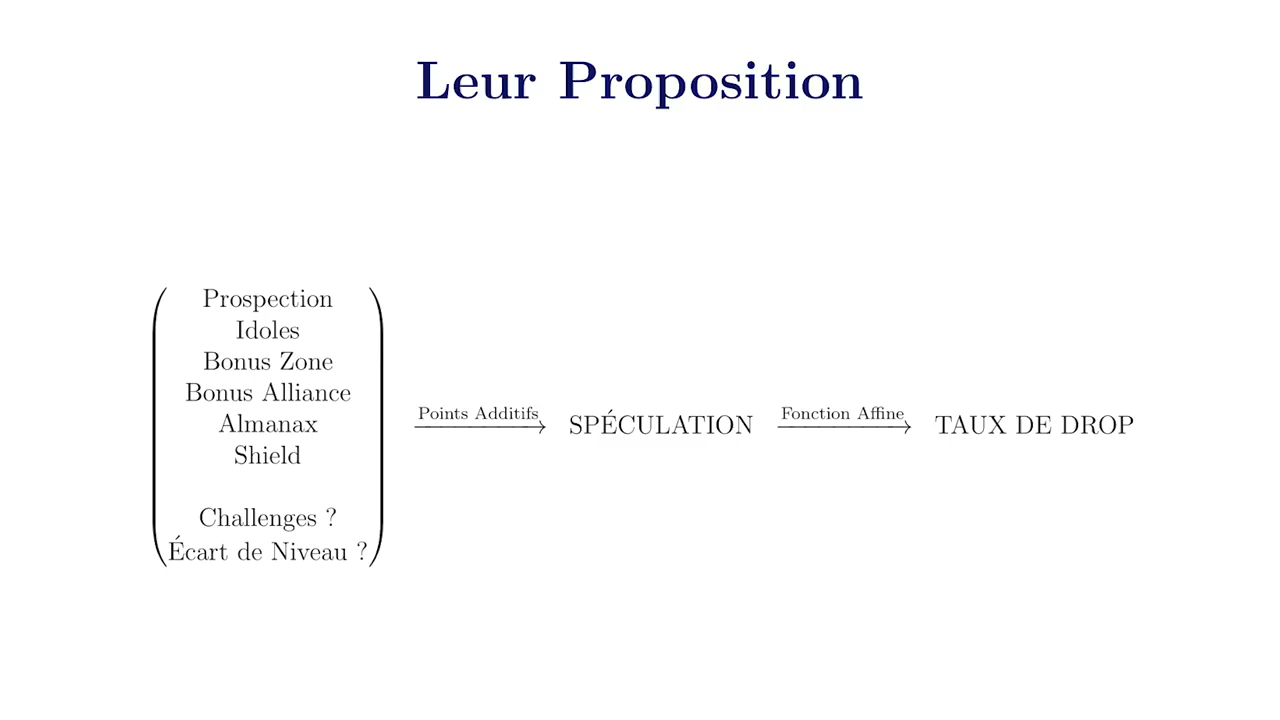 Leur Proposition
Prospection
Idoles
Bonus Zone
Bonus Alliance
Almanax
Shield
Challenges ?
Écart de Niveau ?
Points Additifs
SPÉCULATION
Fonction Affine
TAUX DE DROP